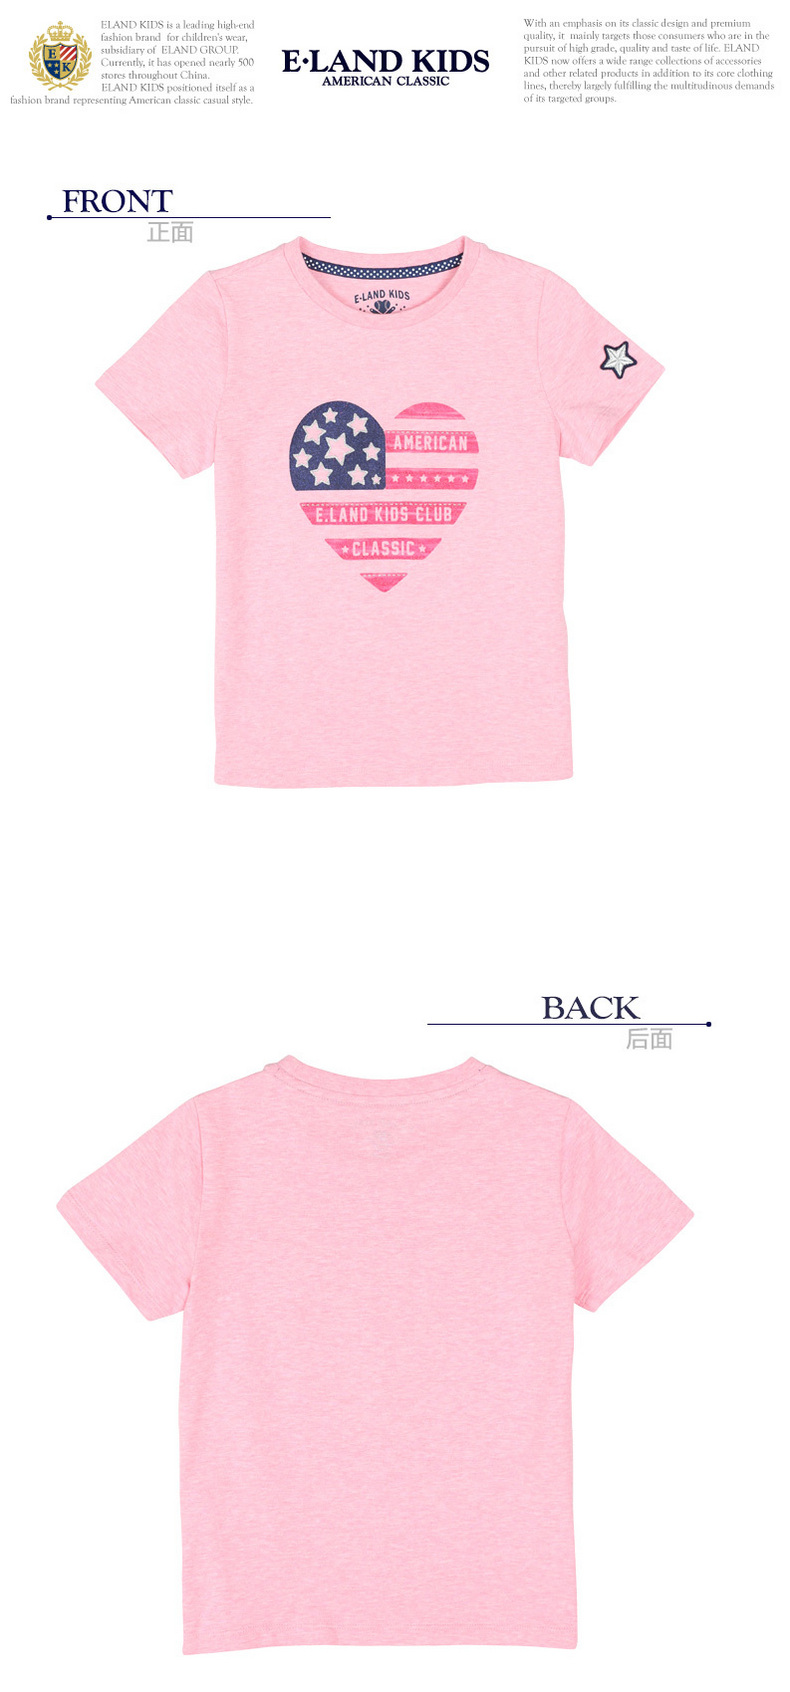 ELAND KIDS is a leading high-end
fashion brand for children's wear,
subsidiary of ELAND GROUP.
Currently, it has opened nearly 500
stores throughout China.
ELAND KIDS positioned itself as a
fashion brand representing American classic casual style.
E K
E·LAND KIDS
AMERICAN CLASSIC
With an emphasis on its classic design and premium
quality, it mainly targets those consumers who are in the
pursuit of high grade, quality and taste of life. ELAND
KIDS now offers a wide range collections of accessories
and other related products in addition to its core clothing
lines, thereby largely fulfilling the multitudinous demands
of its targeted groups.
FRONT
正面
E·LAND KIDS
AMERICAN
E.LAND KIDS CLUB
CLASSIC
BACK
后面